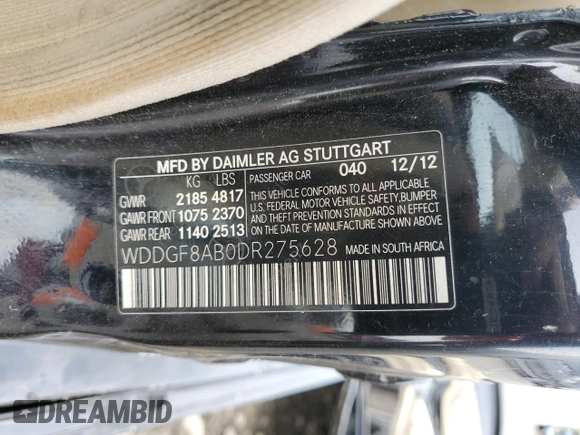 MFD BY DAIMLER AG STUTTGART
KG LBS PASSENGER CAR 040 12/12
GVWR 2185 4817 THIS VEHICLE CONFORMS TO ALL APPLICABLE
GAWR FRONT 1075 2370 U.S. FEDERAL MOTOR VEHICLE SAFETY,BUMPER
GAWR REAR 1140 2513 AND THEFT PREVENTION STANDARDS IN EFFECT
ON THE DATE OF MANUFACTURE SHOWN ABOVE.
WDDGF8AB0DR275628 MADE IN SOUTH AFRICA
DREAMBID